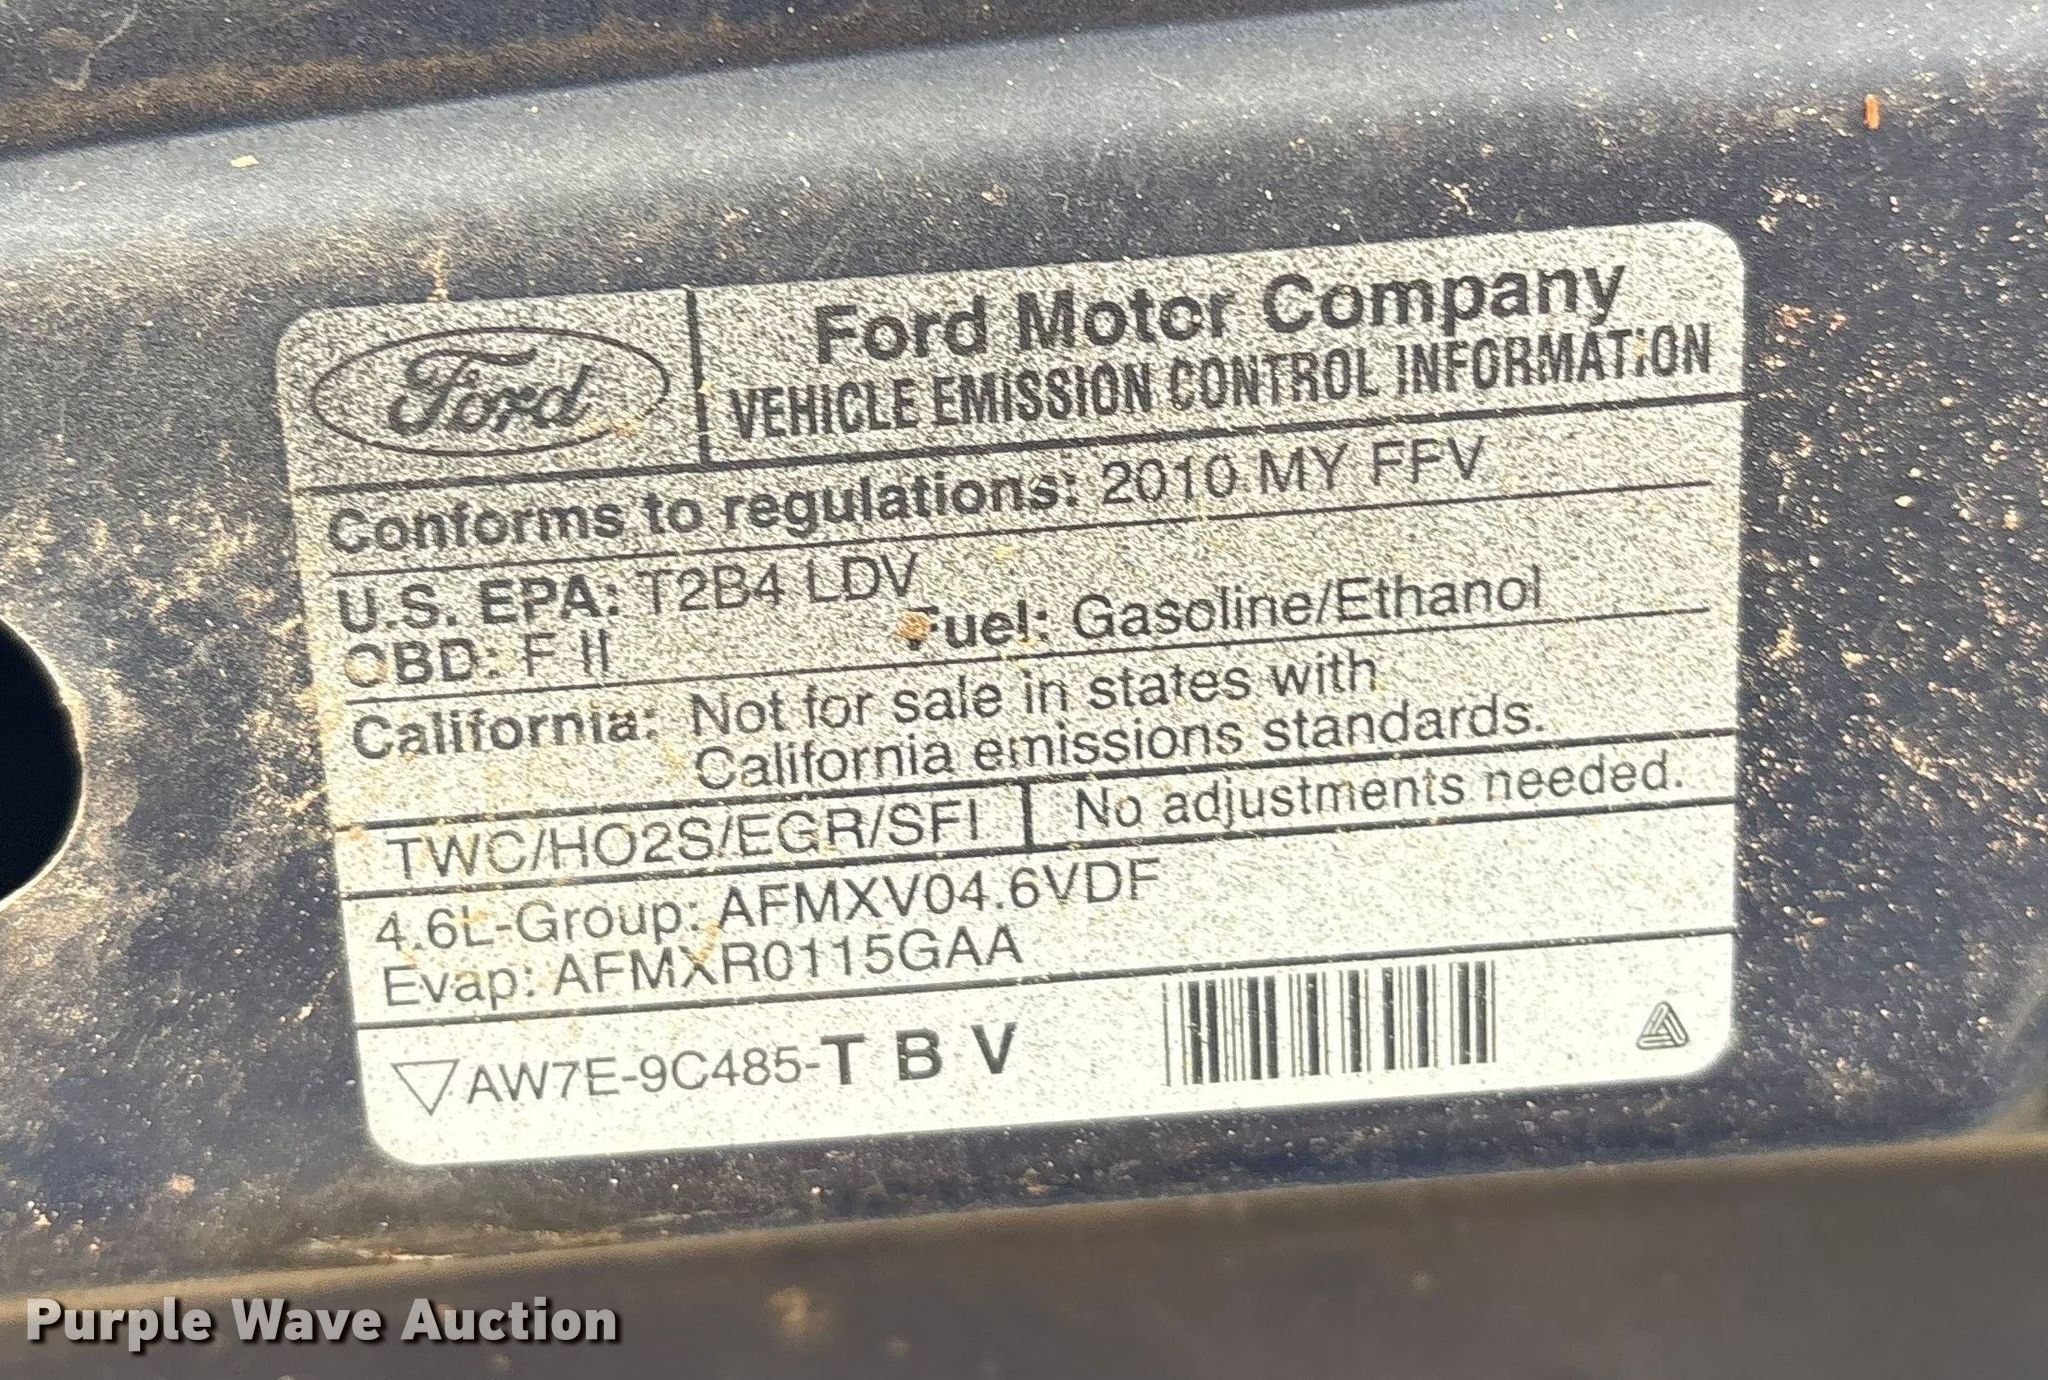 Ford
Ford Motor Company
VEHICLE EMISSION CONTROL INFORMATION
Conforms to regulations: 2010 MY FFV
U.S. EPA: T2B4 LDV
OBD: F II Fuel: Gasoline/Ethanol
California: Not for sale in states with
California emissions standards.
TWC/HO2S/EGR/SFI No adjustments needed.
4.6L-Group: AFMXV04.6VDF
Evap: AFMXR0115GAA
AW7E-9C485-T B V
Purple Wave Auction